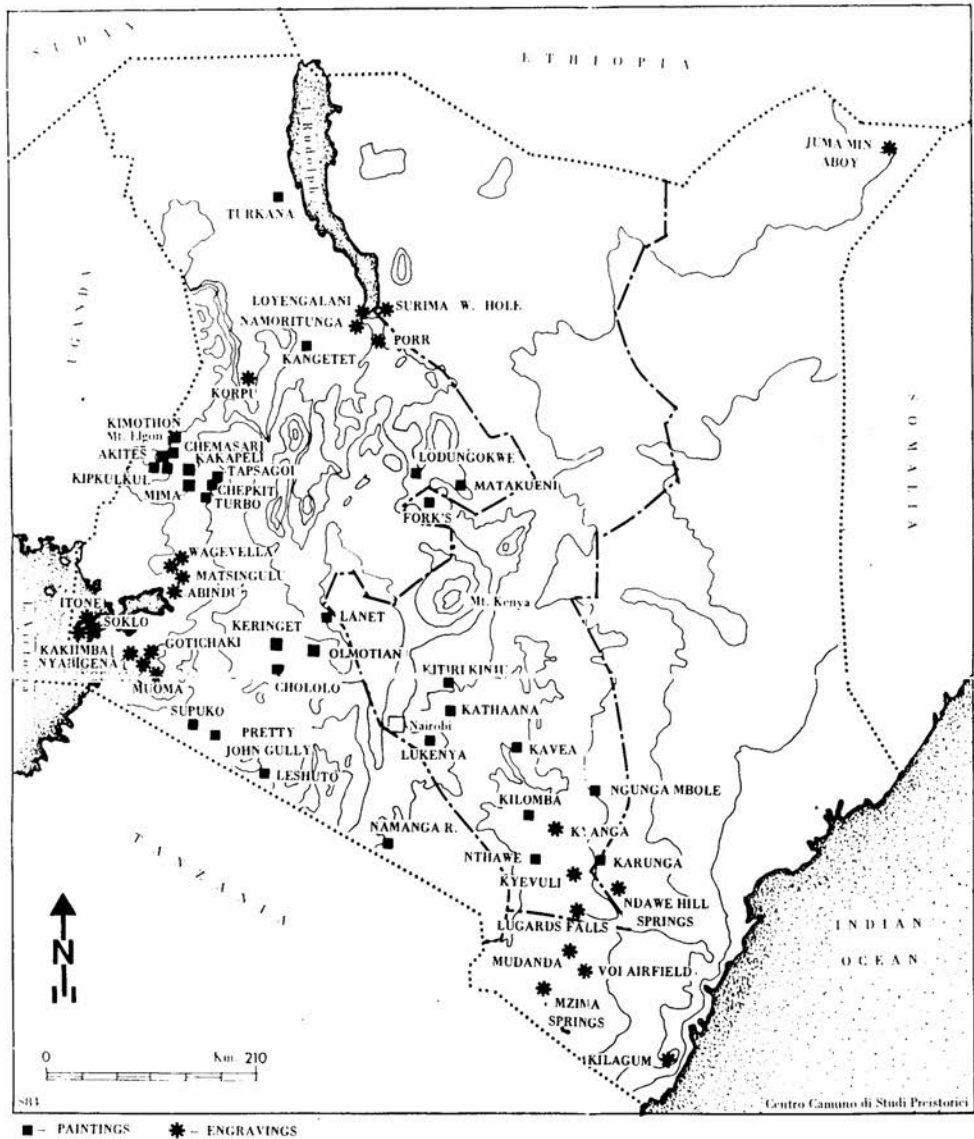 SUDAN
ETHIOPIA
JUMA MIN
ABOY
TURKANA
UGANDA
LOYENGALANI
SURIMA W. HOLE
NAMORITUNGA
PORR
KANGETET
KORPU
SOMALIA
KIMOTHON
Mt. Elgon
CHEMASARI
AKITES
KAKAPELI
TAPSAGOI
KIPKULKUL
CHEPKIT
MIMA
TURBO
LODUNGOKWE
MATAKUENI
FORK'S
WAGEVELLA
MATSINGULU
ABINDU
ITONE
SOKLO
Mt. Kenya
LANET
KERINGET
OLMOTIAN
GOTICHAKI
KAKIIMBA
NYABIGENA
MUOMA
CHOLOLO
KATHAANA
SUPUKO
PRETTY
JOHN GULLY
Nairobi
LUKENYA
KAVEA
LESHUTO
NGUNGA MBOLE
KILOMBA
NAMANGA R.
NTHAWE
KARUNGA
KYEVULI
NDAWE HILL
SPRINGS
TANZANIA
LUGARDS FALLS
INDIAN
OCEAN
N
MUDANDA
VOI AIRFIELD
MZIMA
SPRINGS
0 Km. 210
KILAGUM
S84
Centro Camuno di Studi Preistorici
– PAINTINGS – ENGRAVINGS